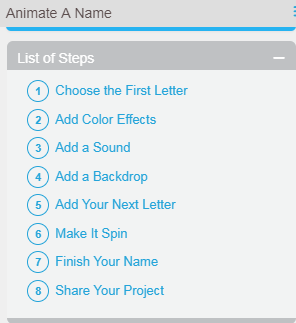 Animate A Name
List of Steps
1 Choose the First Letter
2 Add Color Effects
3 Add a Sound
4 Add a Backdrop
5 Add Your Next Letter
6 Make It Spin
7 Finish Your Name
8 Share Your Project